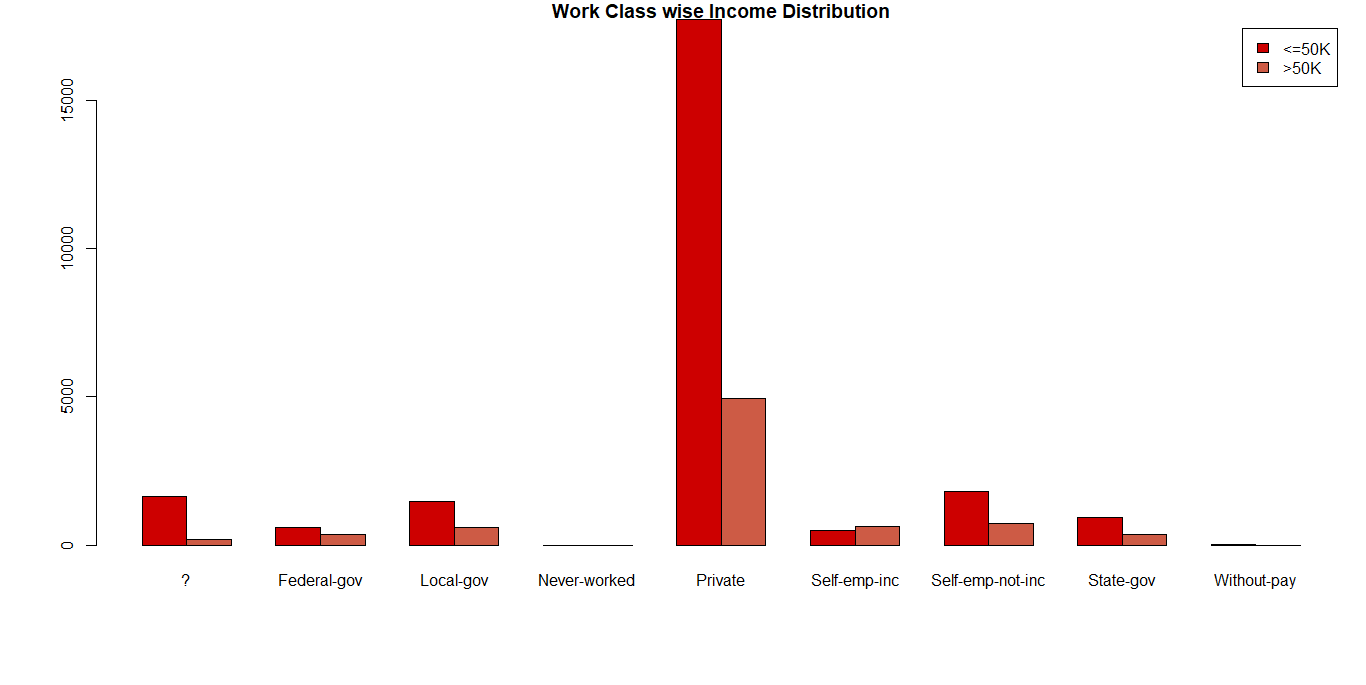 Work Class wise Income Distribution
<=50K
>50K
15000
10000
5000
0
? Federal-gov Local-gov Never-worked Private Self-emp-inc Self-emp-not-inc State-gov Without-pay